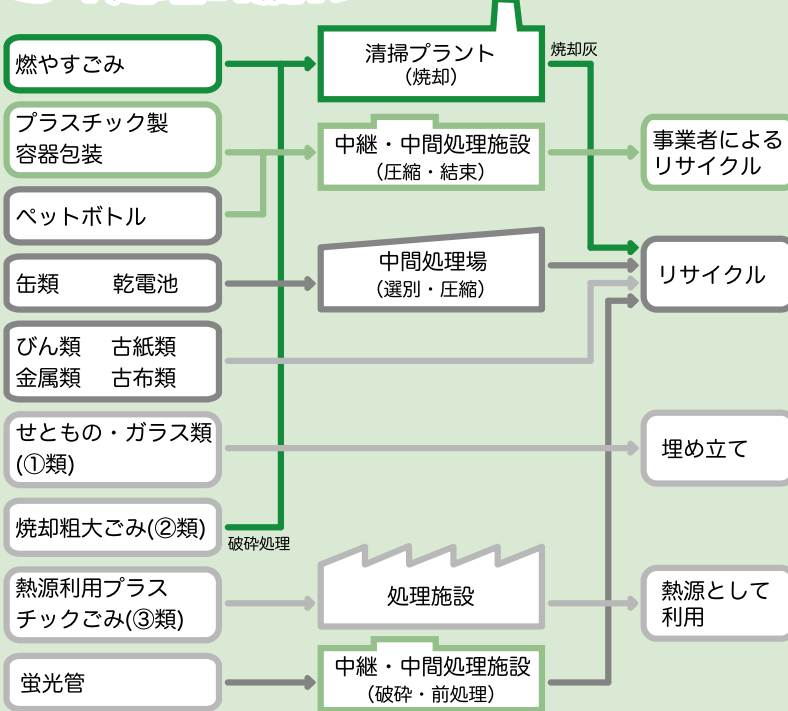 燃やすごみ
清掃プラント
(焼却)
焼却灰
プラスチック製
容器包装
中継・中間処理施設
(圧縮・結束)
事業者による
リサイクル
ペットボトル
缶類 乾電池
中間処理場
(選別・圧縮)
リサイクル
びん類 古紙類
金属類 古布類
せともの・ガラス類
(①類)
埋め立て
焼却粗大ごみ(②類)
破砕処理
熱源利用プラス
チックごみ(③類)
処理施設
熱源として
利用
蛍光管
中継・中間処理施設
(破砕・前処理)